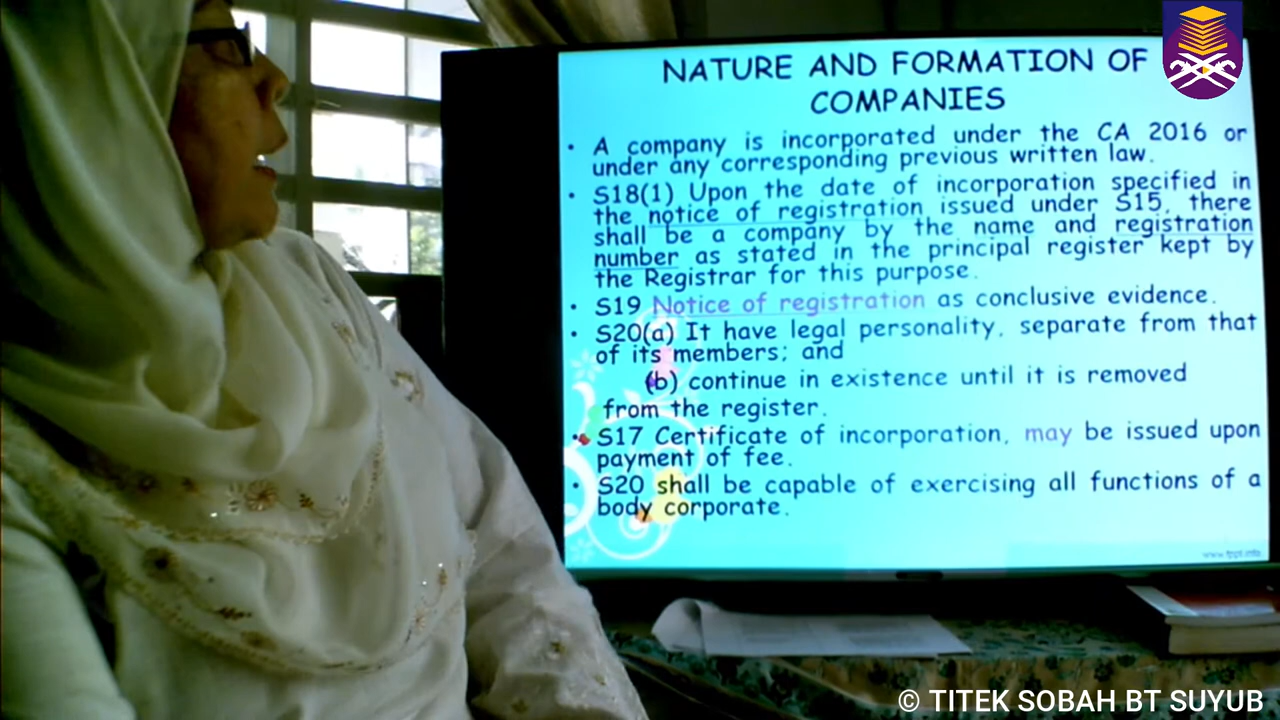 NATURE AND FORMATION OF
COMPANIES
• A company is incorporated under the CA 2016 or
under any corresponding previous written law.
• S18(1) Upon the date of incorporation specified in
the notice of registration issued under S15, there
shall be a company by the name and registration
number as stated in the principal register kept by
the Registrar for this purpose.
• S19 Notice of registration as conclusive evidence.
• S20(a) It have legal personality, separate from that
of its members; and
(b) continue in existence until it is removed
from the register.
• S17 Certificate of incorporation, may be issued upon
payment of fee.
• S20 shall be capable of exercising all functions of a
body corporate.
© TITEK SOBAH BT SUYUB